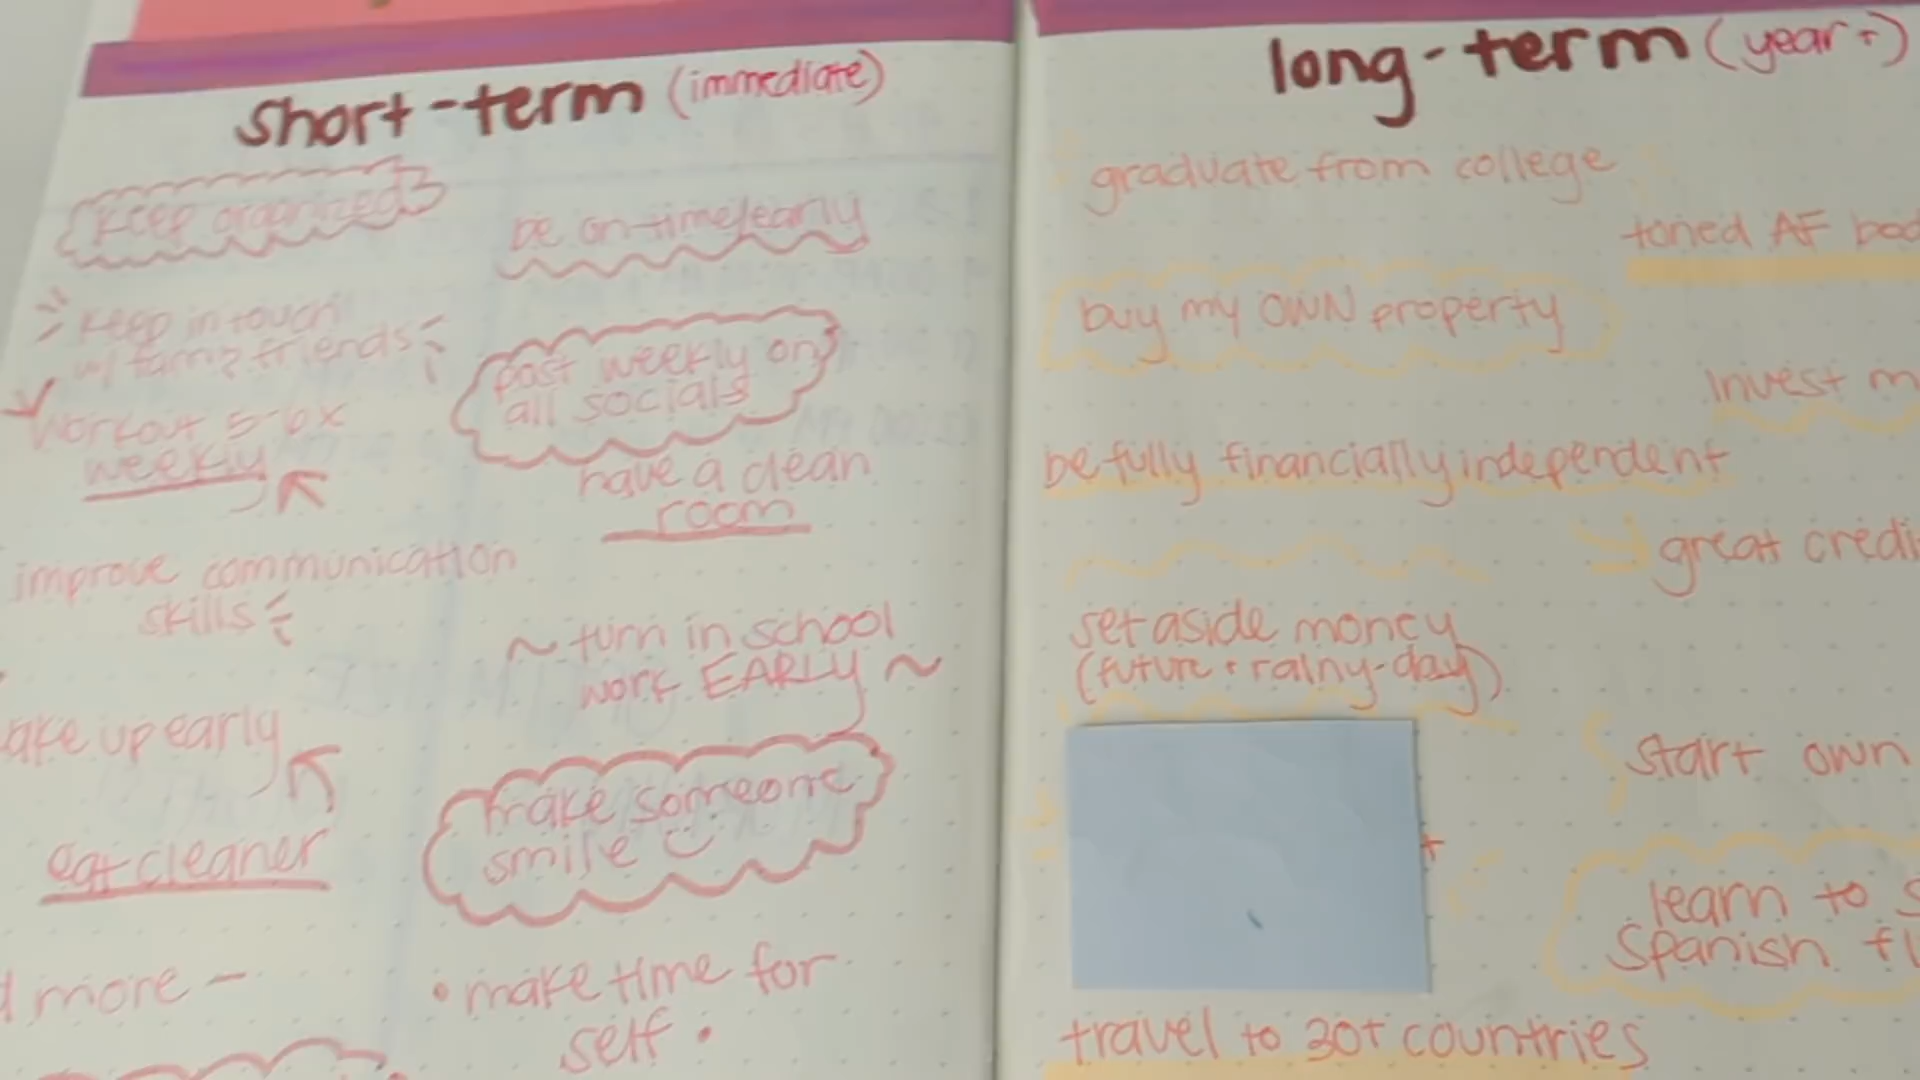 short-term (immediate)
keep organized
be on-time/early
keep in touch
w/ fam & friends
post weekly on
all socials
workout 5-6x
weekly
have a clean
room
improve communication
skills
~ turn in school
work EARLY ~
up early
make someone
smile
eat cleaner
more -
• make time for
self •
long-term (year+)
graduate from college
toned AF
buy my OWN property
invest
be fully financially independent
great
set aside money
(future + rainy-day)
start own
+
learn to
Spanish
travel to 30+ countries